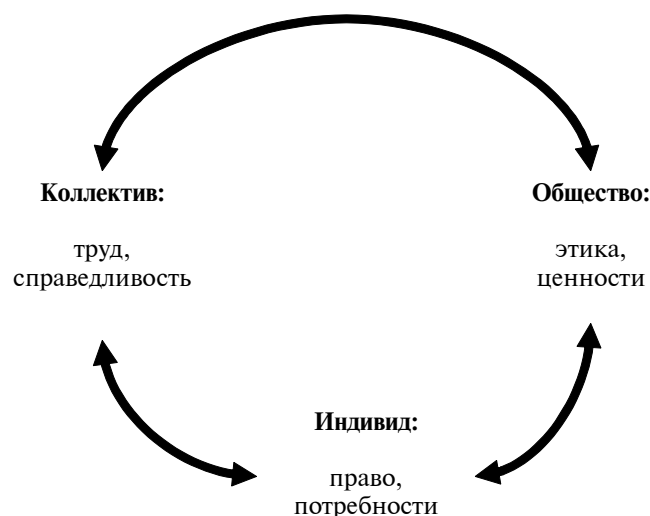 Коллектив:
труд,
справедливость
Общество:
этика,
ценности
Индивид:
право,
потребности